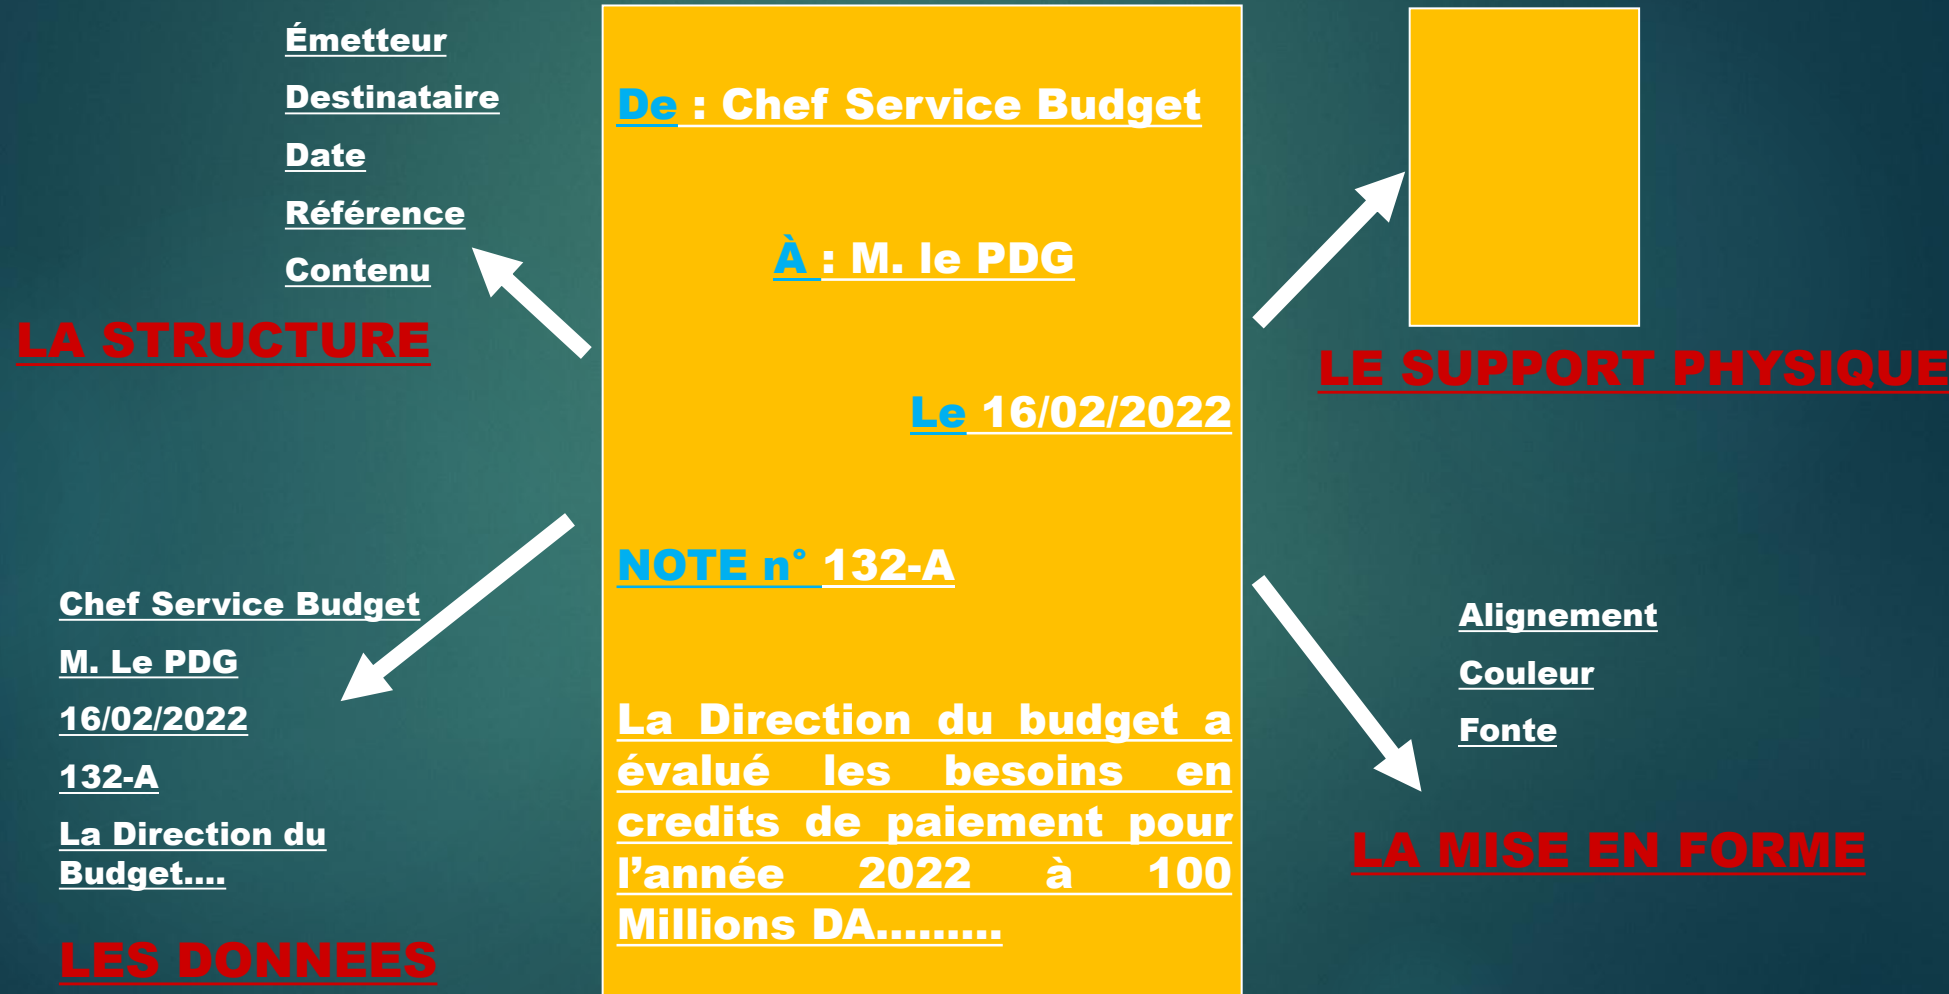 Émetteur
Destinataire
Date
Référence
Contenu
LA STRUCTURE
Chef Service Budget
M. Le PDG
16/02/2022
132-A
La Direction du
Budget....
LES DONNEES
De : Chef Service Budget
À : M. le PDG
Le 16/02/2022
NOTE n° 132-A
La Direction du budget a
évalué les besoins en
credits de paiement pour
l’année 2022 à 100
Millions DA.........
LE SUPPORT PHYSIQUE
Alignement
Couleur
Fonte
LA MISE EN FORME